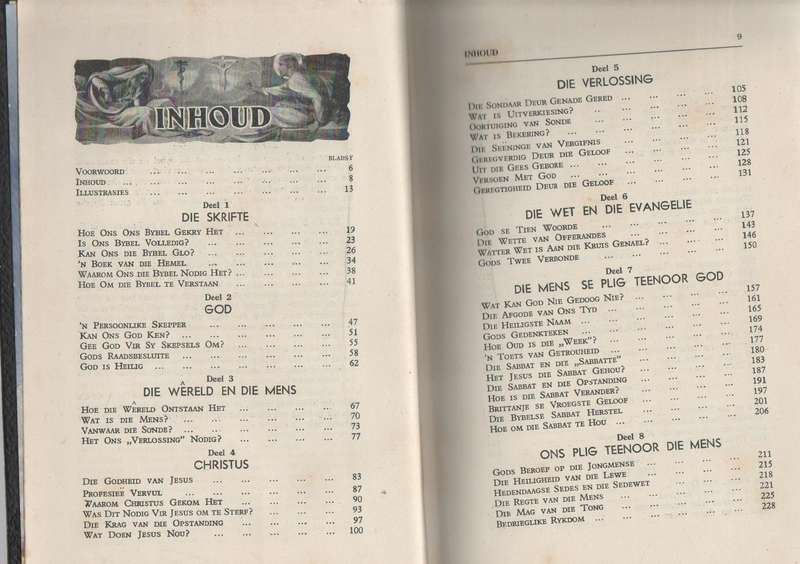 INHOUD
BLADSY
VOORWOORD ... ... ... ... ... ... 6
INHOUD ... ... ... ... ... ... 8
ILLUSTRASIES ... ... ... ... ... 13
Deel 1
DIE SKRIFTE
HOE ONS ONS BYBEL GEKRY HET ... ... ... ... 19
IS ONS BYBEL VOLLEDIG? ... ... ... ... 23
KAN ONS DIE BYBEL GLO? ... ... ... ... 26
'N BOEK VAN DIE HEMEL ... ... ... ... 34
WAAROM ONS DIE BYBEL NODIG HET? ... ... ... 38
HOE OM DIE BYBEL TE VERSTAAN ... ... ... 41
Deel 2
GOD
'N PERSOONLIKE SKEPPER ... ... ... ... 47
KAN ONS GOD KEN? ... ... ... ... ... 51
GEE GOD VIR SY SKEPSELS OM? ... ... ... 55
GODS RAADSBESLUITE ... ... ... ... 58
GOD IS HEILIG ... ... ... ... ... 62
Deel 3
DIE WÊRELD EN DIE MENS
HOE DIE WÊRELD ONTSTAAN HET ... ... ... 67
WAT IS DIE MENS? ... ... ... ... ... 70
VANWAAR DIE SONDE? ... ... ... ... ... 73
HET ONS „VERLOSSING" NODIG? ... ... ... 77
Deel 4
CHRISTUS
DIE GODHEID VAN JESUS ... ... ... ... 83
PROFESIËE VERVUL ... ... ... ... ... 87
WAAROM CHRISTUS GEKOM HET ... ... ... 90
WAS DIT NODIG VIR JESUS OM TE STERF? ... ... ... 93
DIE KRAG VAN DIE OPSTANDING ... ... ... 97
WAT DOEN JESUS NOU? ... ... ... ... 100
INHOUD 9
Deel 5
DIE VERLOSSING
DIE SONDAAR DEUR GENADE GERED ... ... ... 105
WAT IS UITVERKIESING? ... ... ... ... 108
OORTUIGING VAN SONDE ... ... ... ... 112
WAT IS BEKERING? ... ... ... ... ... 115
DIE SEËNINGE VAN VERGIFNIS ... ... ... 118
GEREGVERDIG DEUR DIE GELOOF ... ... ... 121
UIT DIE GEES GEBORE ... ... ... ... 125
VERSOEN MET GOD ... ... ... ... ... 128
GEREGTIGHEID DEUR DIE GELOOF ... ... ... 131
Deel 6
DIE WET EN DIE EVANGELIE
GOD SE TIEN WOORDE ... ... ... ... 137
DIE WETTE VAN OFFERANDES ... ... ... 143
WATTER WET IS AAN DIE KRUIS GENAEL? ... ... ... 146
GODS TWEE VERBONDE ... ... ... ... 150
Deel 7
DIE MENS SE PLIG TEENOOR GOD
WAT KAN GOD NIE GEDOOG NIE? ... ... ... 157
DIE AFGODE VAN ONS TYD ... ... ... ... 161
DIE HEILIGSTE NAAM ... ... ... ... 165
GODS GEDENKTEKEN ... ... ... ... ... 169
HOE OUD IS DIE „WEEK"? ... ... ... ... 174
'N TOETS VAN GETROUHEID ... ... ... ... 177
DIE SABBAT EN DIE „SABBATTE" ... ... ... 180
HET JESUS DIE SABBAT GEHOU? ... ... ... 183
DIE SABBAT EN DIE OPSTANDING ... ... ... 187
HOE IS DIE SABBAT VERANDER? ... ... ... 191
BRITTANJE SE VROEGSTE GELOOF ... ... ... 197
DIE BYBELSE SABBAT HERSTEL ... ... ... 201
HOE OM DIE SABBAT TE HOU ... ... ... ... 206
Deel 8
ONS PLIG TEENOOR DIE MENS
GODS BEROEP OP DIE JONGMENSE ... ... ... 211
DIE HEILIGHEID VAN DIE LEWE ... ... ... 215
HEDENDAAGSE SEDES EN DIE SEDEWET ... ... ... 218
DIE REGTE VAN DIE MENS ... ... ... ... 221
DIE MAG VAN DIE TONG ... ... ... ... 225
BEDRIEGLIKE RYKDOM ... ... ... ... ... 228